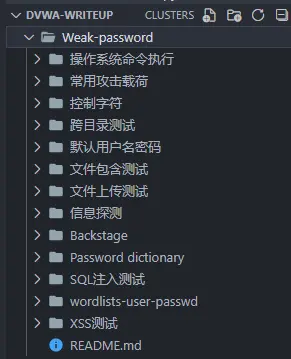 DVWA-WRITEUP CLUSTERS
Weak-password
操作系统命令执行
常用攻击载荷
控制字符
跨目录测试
默认用户名密码
文件包含测试
文件上传测试
信息探测
Backstage
Password dictionary
SQL注入测试
wordlists-user-passwd
XSS测试
README.md